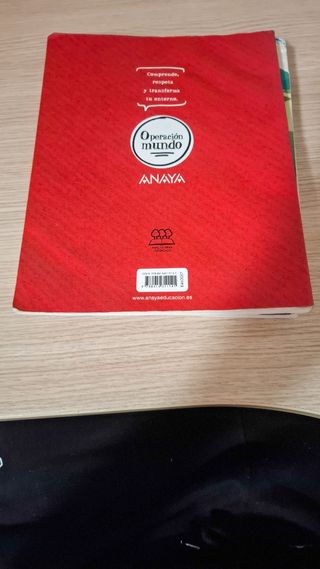 Comprende,
respeta
y transforma
tu entorno.
Operación
mundo
ANAYA
www.anayaeducacion.es